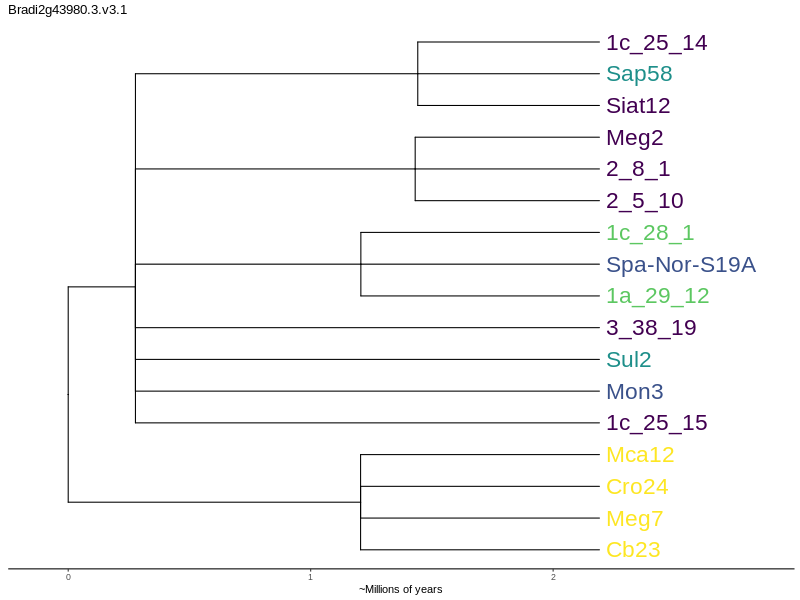 Bradi2g43980.3.v3.1
1c_25_14
Sap58
Siat12
Meg2
2_8_1
2_5_10
1c_28_1
Spa-Nor-S19A
1a_29_12
3_38_19
Sul2
Mon3
1c_25_15
Mca12
Cro24
Meg7
Cb23
0 1 2
~Millions of years